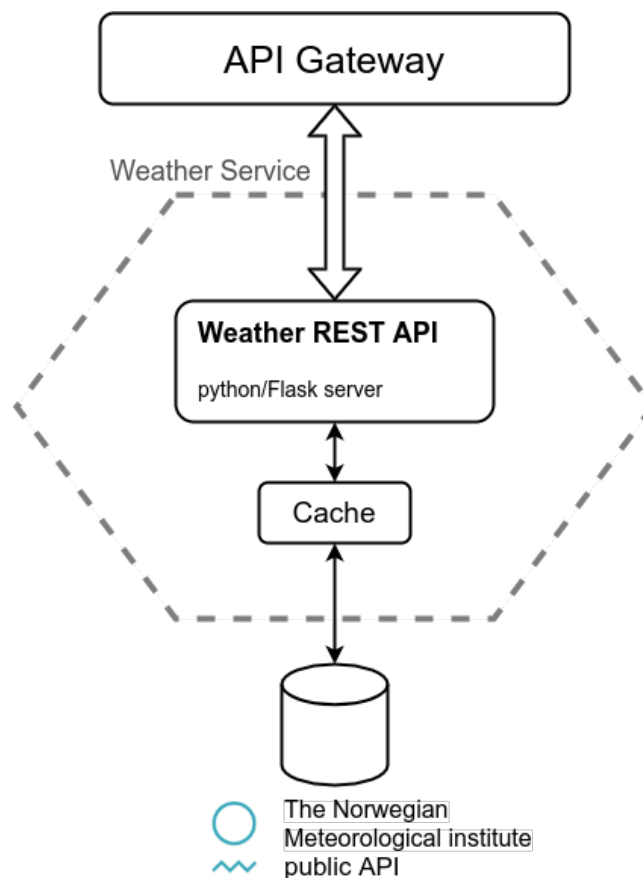 API Gateway
Weather Service
Weather REST API
python/Flask server
Cache
The Norwegian
Meteorological institute
public API